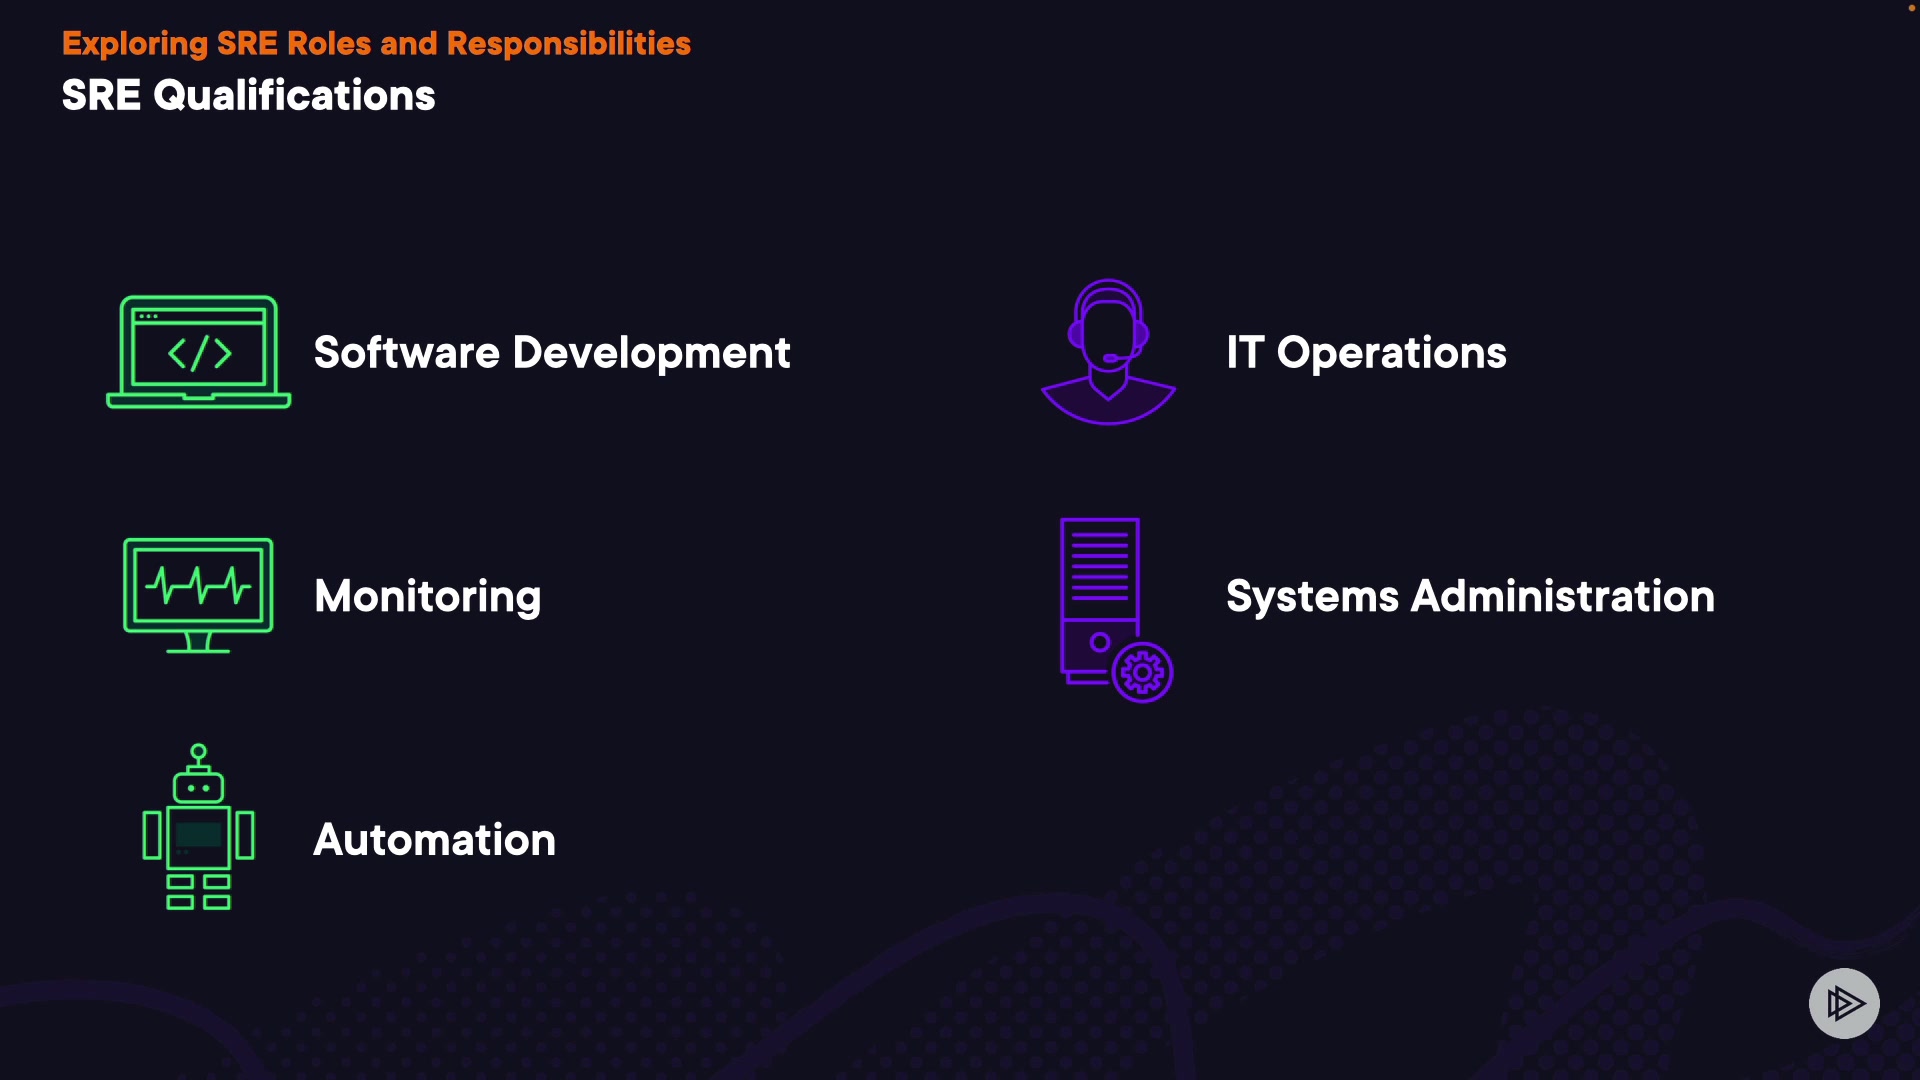 Exploring SRE Roles and Responsibilities
SRE Qualifications
Software Development
IT Operations
Monitoring
Systems Administration
Automation